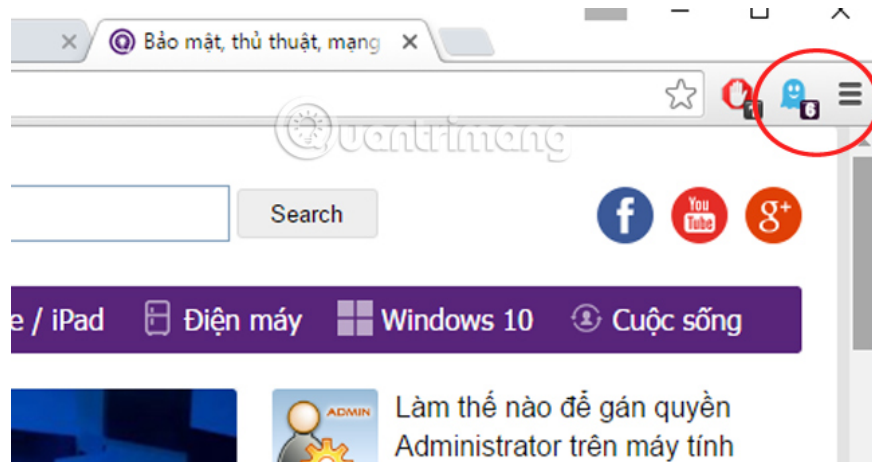 Bảo mật, thủ thuật, mạng
6
Quantrimang
Search
f
You
Tube
g+
e / iPad
Điện máy
Windows 10
Cuộc sống
ADMIN
Làm thế nào để gán quyền
Administrator trên máy tính